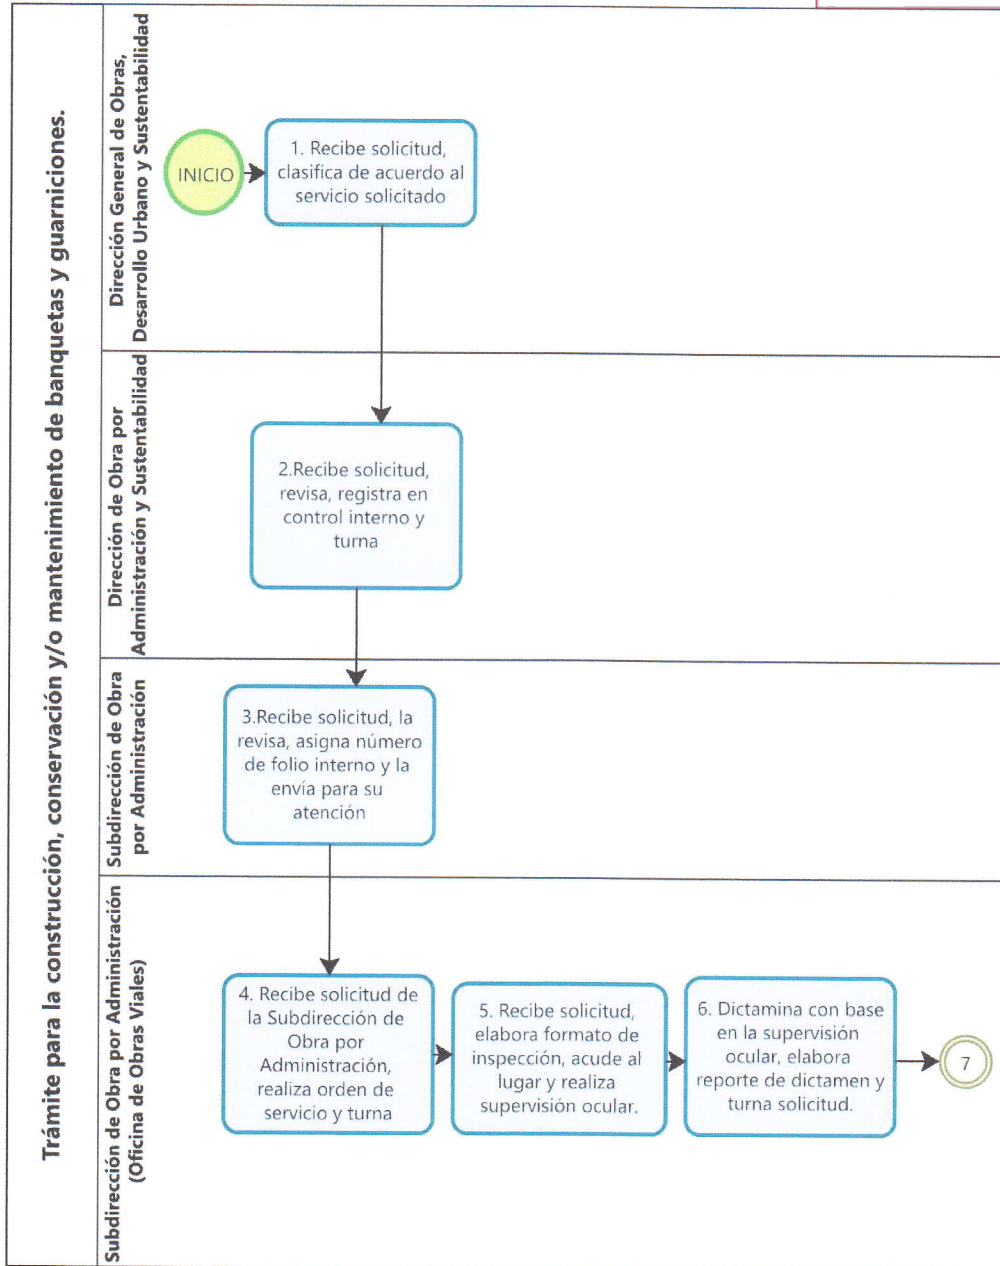 Trámite para la construcción, conservación y/o mantenimiento de banquetas y guarniciones.
Dirección General de Obras,
Desarrollo Urbano y Sustentabilidad
INICIO
1. Recibe solicitud,
clasifica de acuerdo al
servicio solicitado
Dirección de Obra por
Administración y Sustentabilidad
2.Recibe solicitud,
revisa, registra en
control interno y
turna
Subdirección de Obra
por Administración
3.Recibe solicitud, la
revisa, asigna número
de folio interno y la
envía para su
atención
Subdirección de Obra por Administración
(Oficina de Obras Viales)
4. Recibe solicitud de
la Subdirección de
Obra por
Administración,
realiza orden de
servicio y turna
5. Recibe solicitud,
elabora formato de
inspección, acude al
lugar y realiza
supervisión ocular.
6. Dictamina con base
en la supervisión
ocular, elabora
reporte de dictamen y
turna solicitud.
7